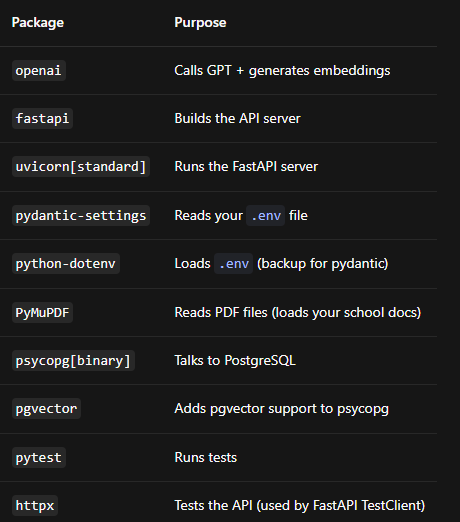 Package Purpose
openai Calls GPT + generates embeddings
fastapi Builds the API server
uvicorn[standard] Runs the FastAPI server
pydantic-settings Reads your .env file
python-dotenv Loads .env (backup for pydantic)
PyMuPDF Reads PDF files (loads your school docs)
psycopg[binary] Talks to PostgreSQL
pgvector Adds pgvector support to psycopg
pytest Runs tests
httpx Tests the API (used by FastAPI TestClient)